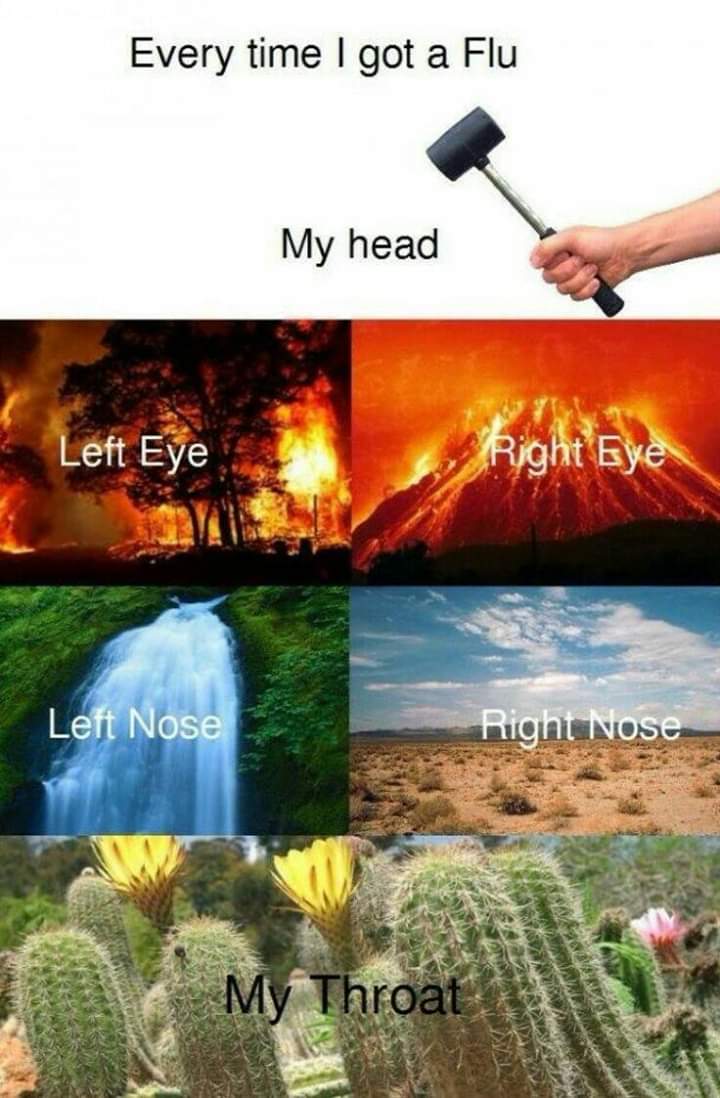 Every time I got a Flu
My head
Left Eye
Right Eye
Left Nose
Right Nose
My Throat